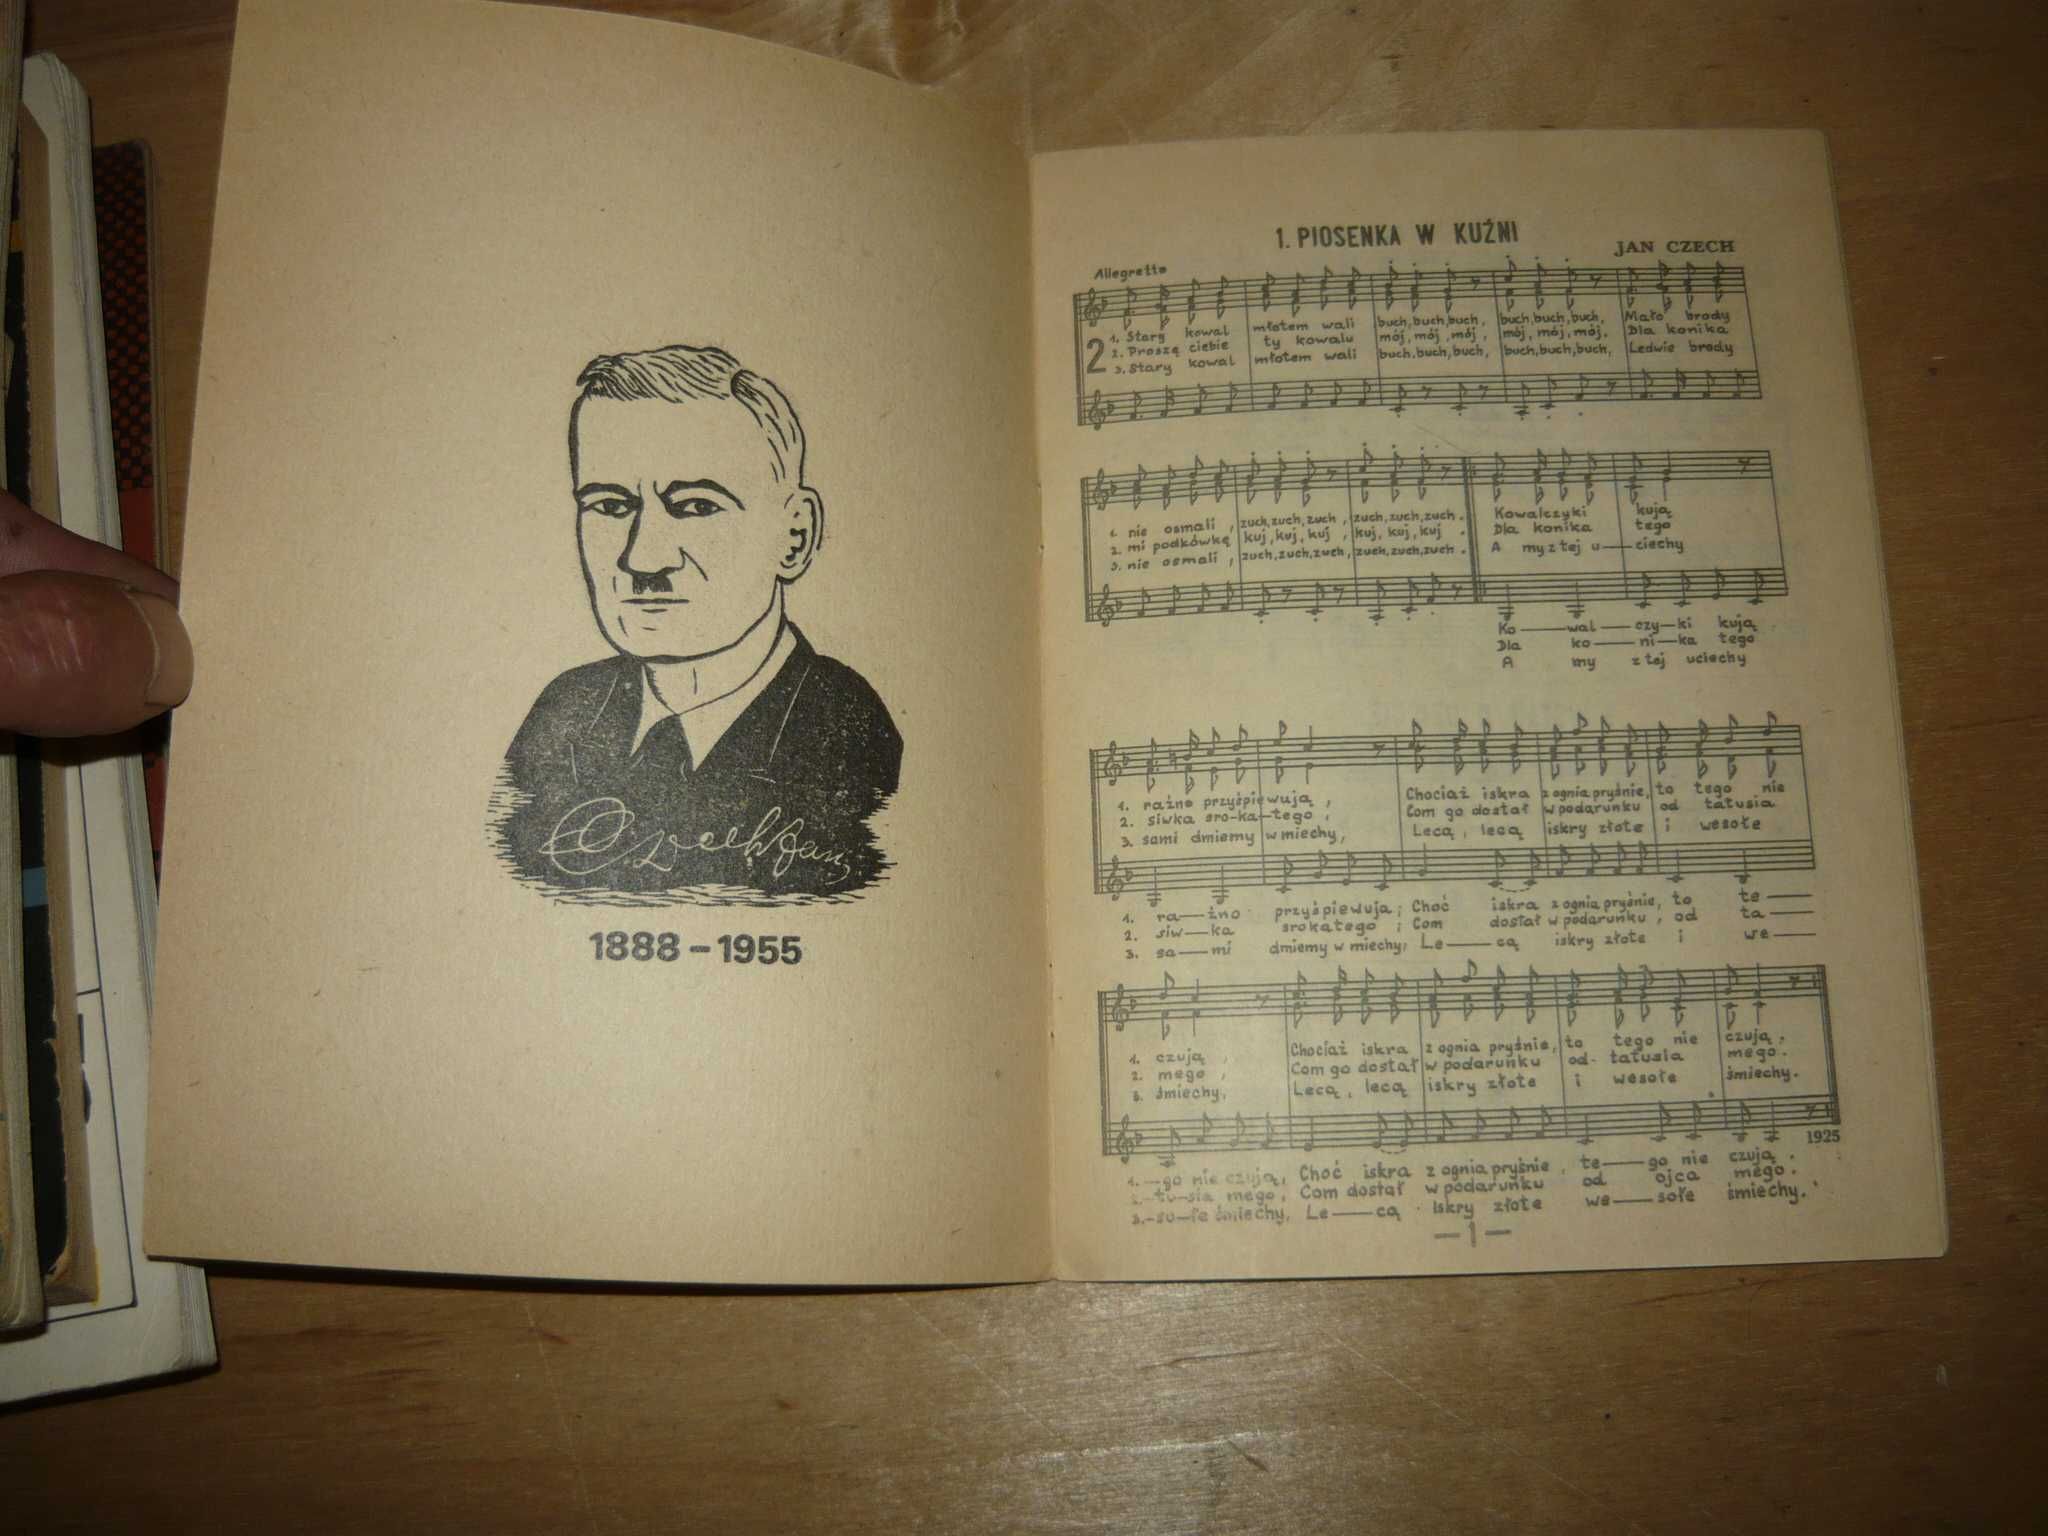 Czech Jan
1888-1955
1. PIOSENKA W KUŹNI
JAN CZECH
Allegretto
1. Stary kowal młotem wali buch, buch, buch, buch, buch, buch, Mało brody
2. Proszę ciebie ty kowalu mój, mój, mój, mój, mój, mój. Dla konika
3. Stary kowal młotem wali buch, buch, buch, buch, buch, buch, Ledwie brody
2
1. nie osmali, zuch, zuch, zuch, zuch, zuch, zuch. Kowalczyki kują
2. mi podkówkę kuj, kuj, kuj, kuj, kuj, kuj. Dla konika tego
3. nie osmali, zuch, zuch, zuch, zuch, zuch, zuch. A my z tej u—ciechy
Ko—wal—czy—ki kują
Dla ko—ni—ka tego
A my z tej uciechy
1. raźno przyśpiewują, Chociaż iskra z ognia pryśnie, to tego nie
2. siwka sro-ka-tego, Com go dostał w podarunku od tatusia
3. sami dmiemy w miechy, Lecą, lecą iskry złote i wesołe
1. ra—źno przyśpiewują; Choć iskra z ognia pryśnie, to te—
2. siw—ka srokatego; Com dostał w podarunku, od ta—
3. sa—mi dmiemy w miechy, Le—cą iskry złote i we—
1. czują, Chociaż iskra z ognia pryśnie, to tego nie czują.
2. mego, Com go dostał w podarunku od tatusia mego.
3. śmiechy, Lecą, lecą iskry złote i wesołe śmiechy.
1925
1.—go nie czują, Choć iskra z ognia pryśnie, te—go nie czują.
2.—tu—sia mego, Com dostał w podarunku od ojca mego.
3.—so—łe śmiechy, Le—cą iskry złote we—sołe śmiechy.
—1—